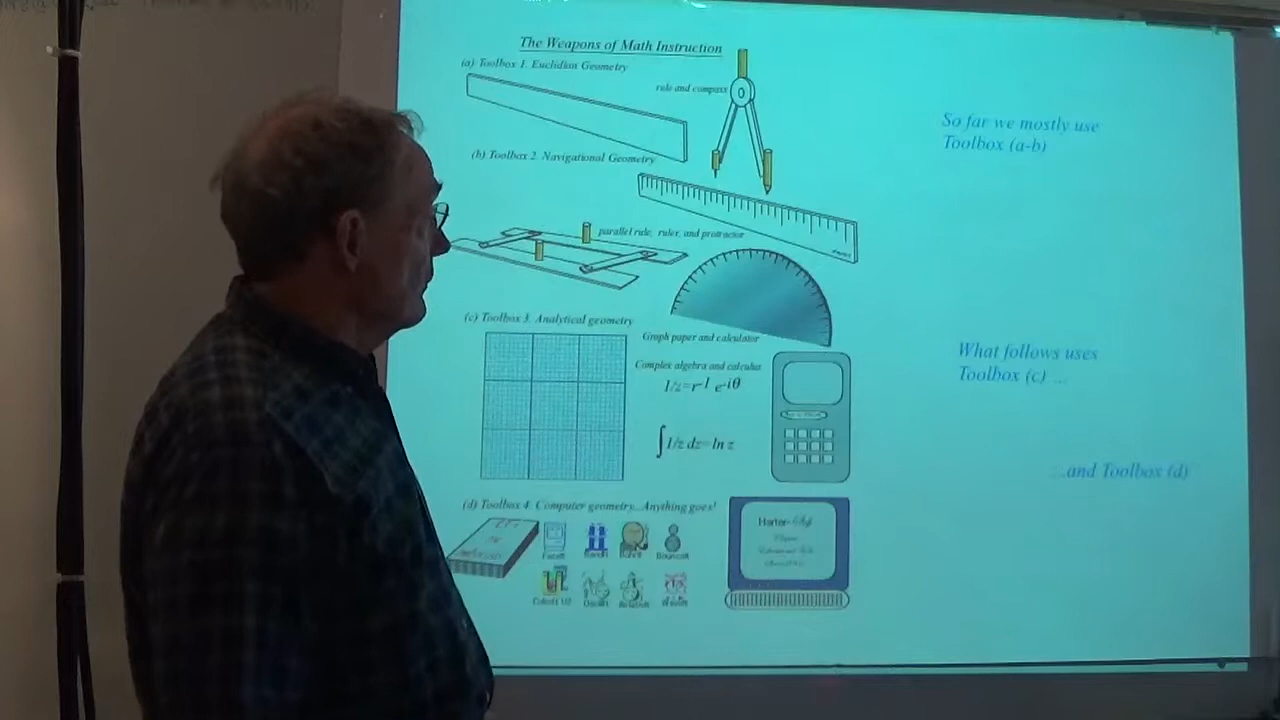 The Weapons of Math Instruction
(a) Toolbox 1. Euclidian Geometry
rule and compass
(b) Toolbox 2. Navigational Geometry
parallel rule, ruler, and protractor
(c) Toolbox 3. Analytical geometry
Graph paper and calculator
Complex algebra and calculus
1/z=r-1 e-iθ
∫1/z dz=ln z
(d) Toolbox 4. Computer geometry...Anything goes!
Harter-Soft
So far we mostly use
Toolbox (a-b)
What follows uses
Toolbox (c) ...
...and Toolbox (d)